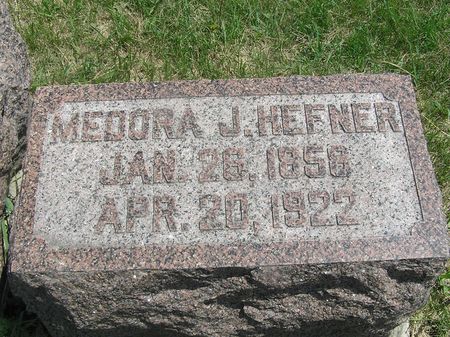 MEDORA J. HEFNER
JAN. 26, 1856
APR. 20, 1922